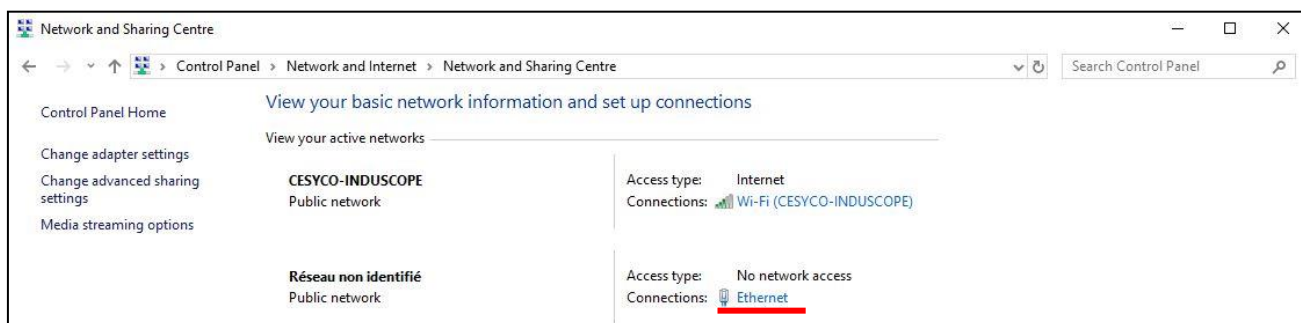 Network and Sharing Centre
Control Panel > Network and Internet > Network and Sharing Centre
Search Control Panel
Control Panel Home
Change adapter settings
Change advanced sharing
settings
Media streaming options
View your basic network information and set up connections
View your active networks
CESYCO-INDUSCOPE
Public network
Access type: Internet
Connections: Wi-Fi (CESYCO-INDUSCOPE)
Réseau non identifié
Public network
Access type: No network access
Connections: Ethernet